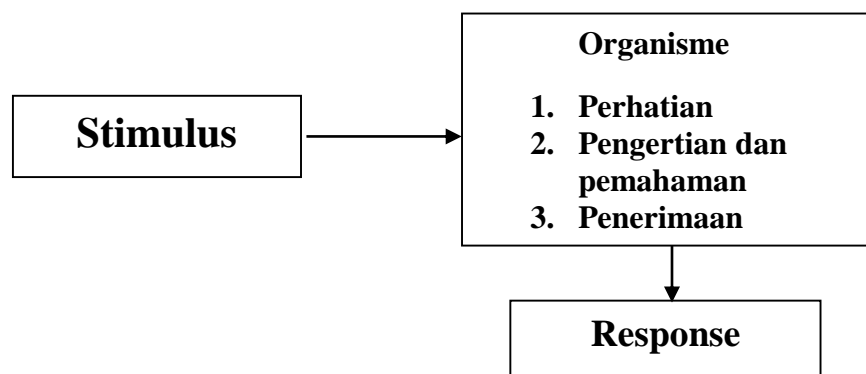 Stimulus
Organisme
1. Perhatian
2. Pengertian dan
pemahaman
3. Penerimaan
Response